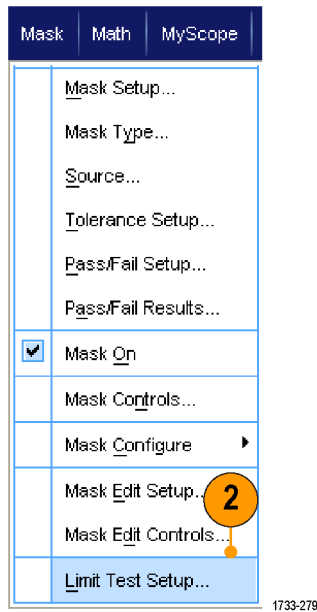 Mask Math MyScope
Mask Setup...
Mask Type...
Source...
Tolerance Setup...
Pass/Fail Setup...
Pass/Fail Results...
Mask On
Mask Controls...
Mask Configure
Mask Edit Setup..
2
Mask Edit Controls...
Limit Test Setup...
1733-279